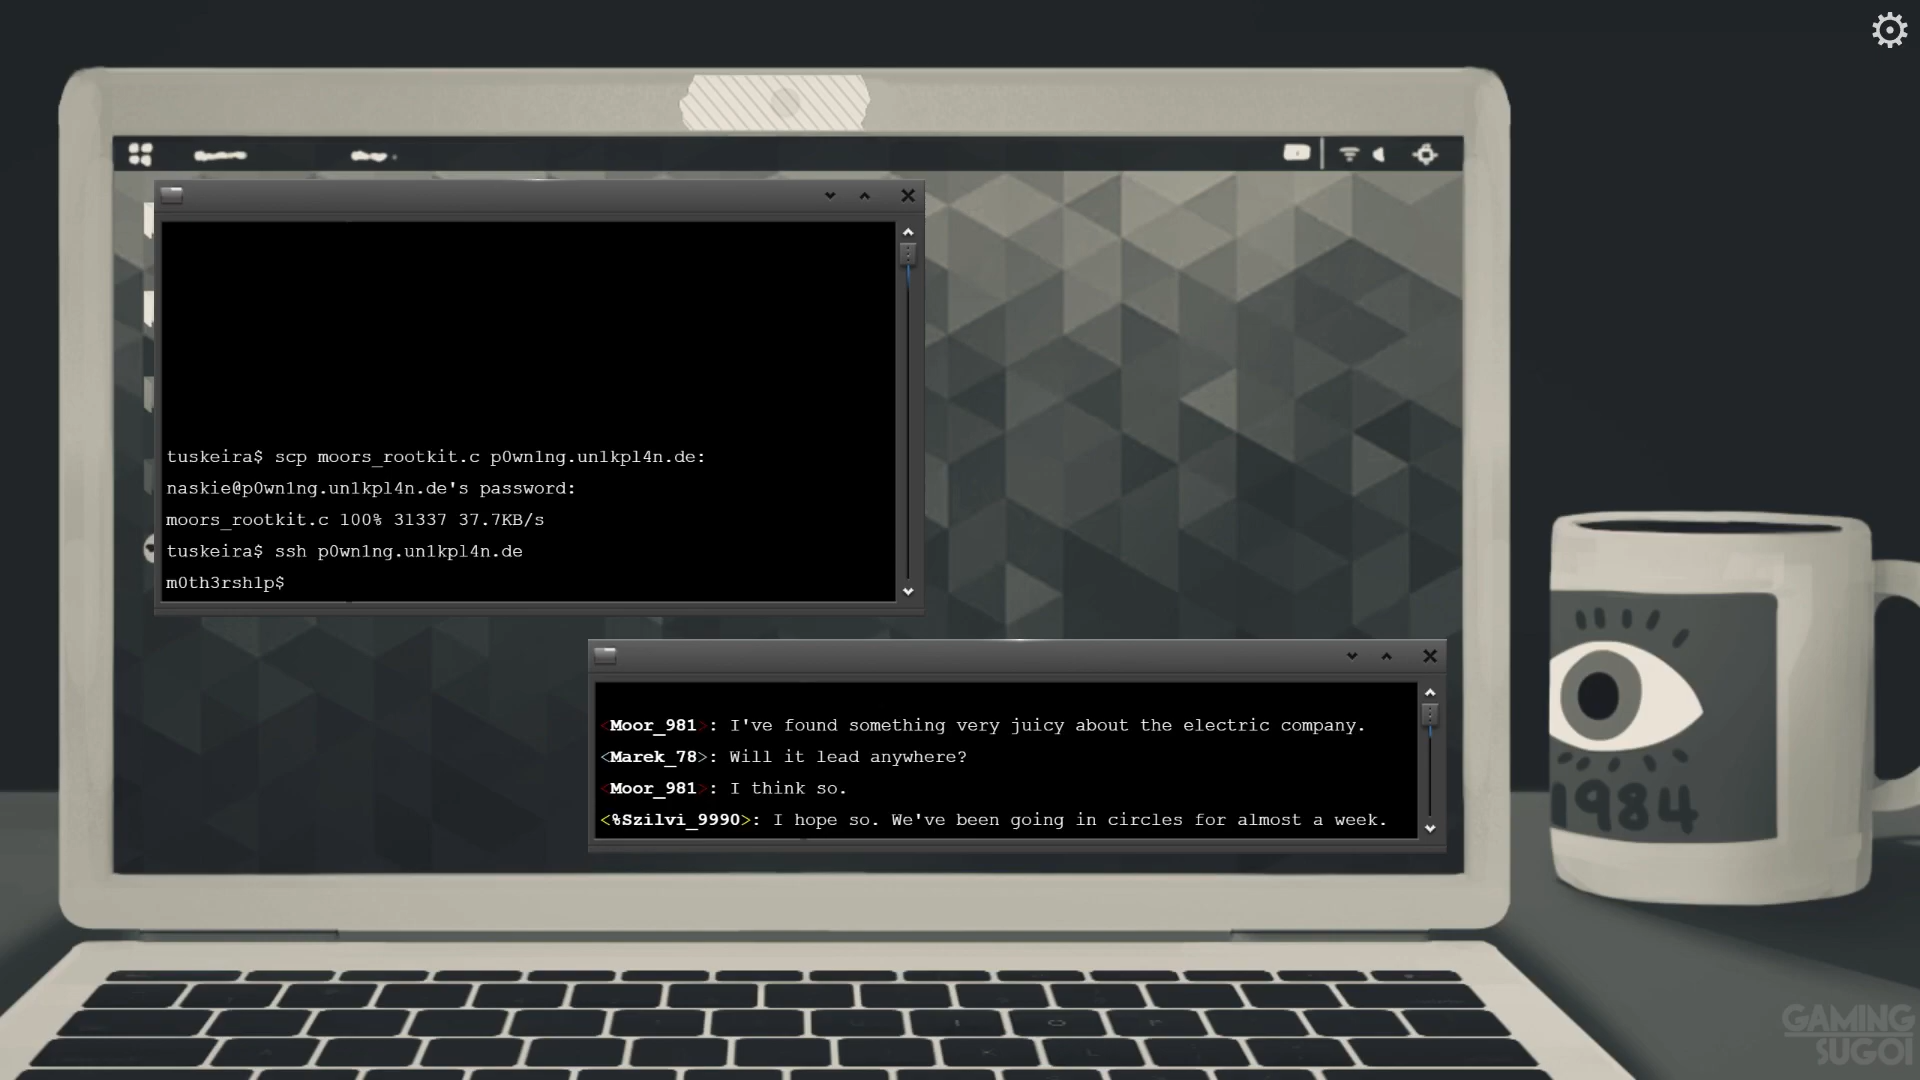 tuskeira$ scp moors_rootkit.c p0wn1ng.un1kpl4n.de:
naskie@p0wn1ng.un1kpl4n.de's password:
moors_rootkit.c 100% 31337 37.7KB/s
tuskeira$ ssh p0wn1ng.un1kpl4n.de
m0th3rsh1p$
<Moor_981>: I've found something very juicy about the electric company.
<Marek_78>: Will it lead anywhere?
<Moor_981>: I think so.
<%Szilvi_9990>: I hope so. We've been going in circles for almost a week.
1984
GAMING
SUGOI